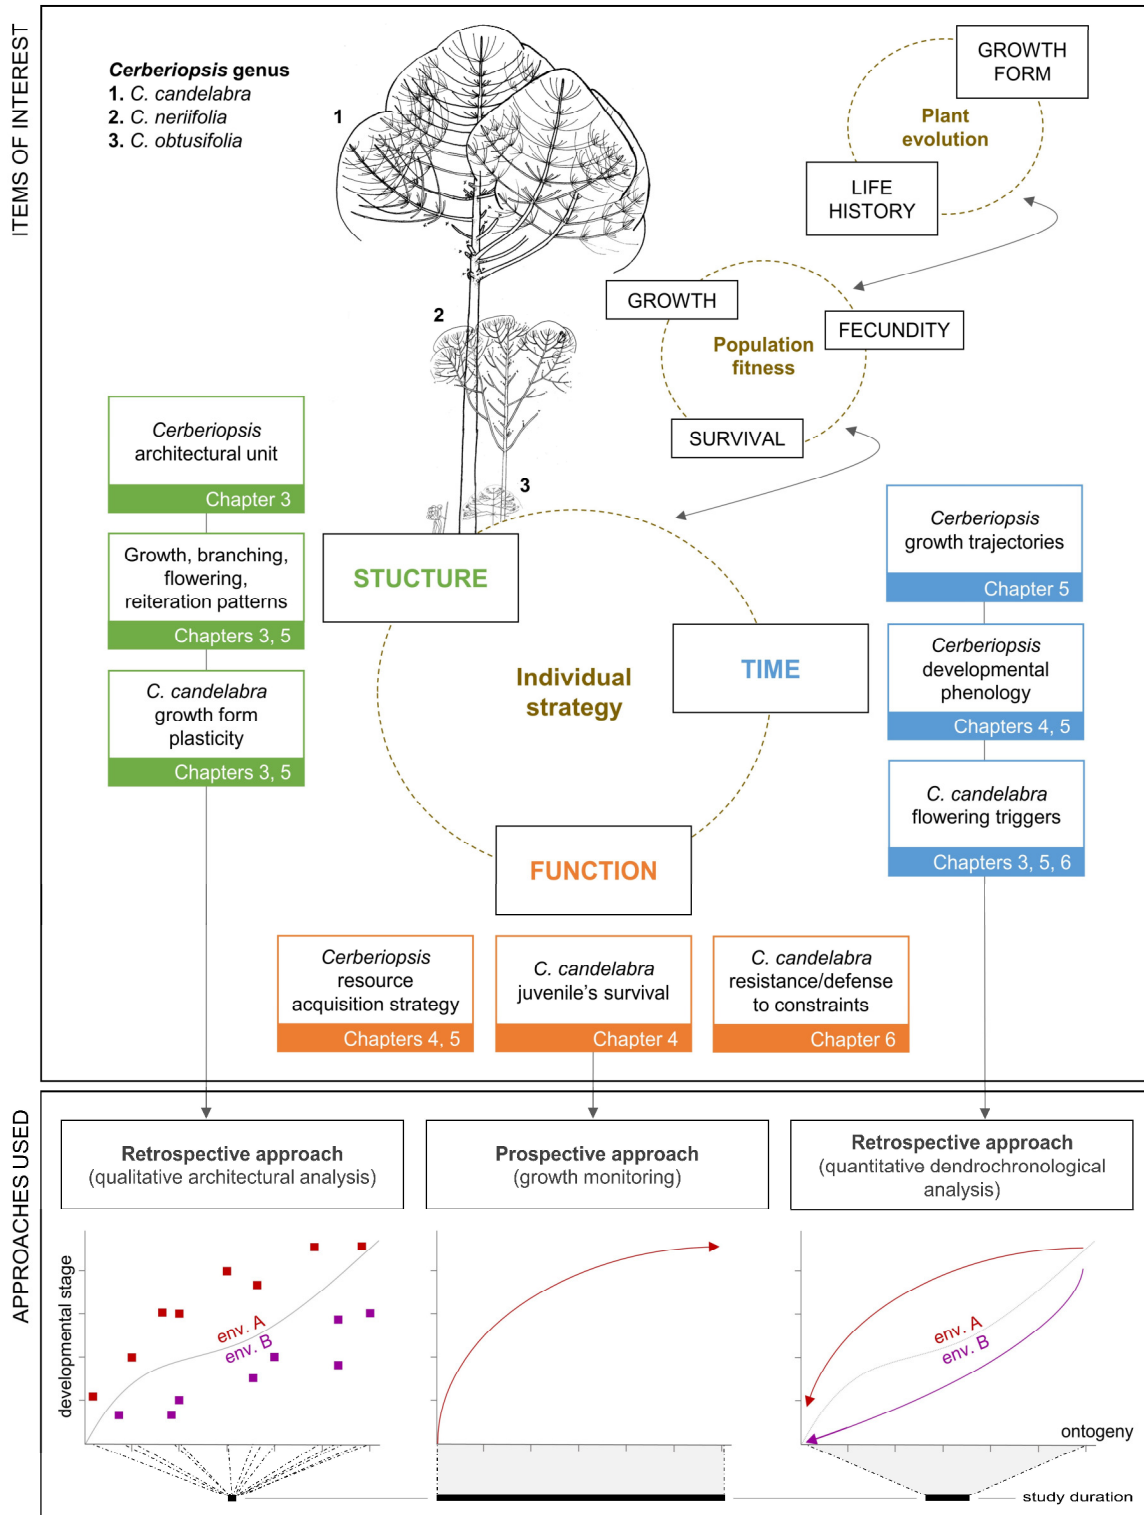 ITEMS OF INTEREST
Cerberiopsis genus
1. C. candelabra
2. C. neriifolia
3. C. obtusifolia
1
2
3
GROWTH
FORM
Plant
evolution
LIFE
HISTORY
GROWTH
FECUNDITY
Population
fitness
SURVIVAL
Cerberiopsis
architectural unit
Chapter 3
Growth, branching,
flowering,
reiteration patterns
Chapters 3, 5
C. candelabra
growth form
plasticity
Chapters 3, 5
STUCTURE
TIME
Individual
strategy
FUNCTION
Cerberiopsis
growth trajectories
Chapter 5
Cerberiopsis
developmental
phenology
Chapters 4, 5
C. candelabra
flowering triggers
Chapters 3, 5, 6
Cerberiopsis
resource
acquisition strategy
Chapters 4, 5
C. candelabra
juvenile's survival
Chapter 4
C. candelabra
resistance/defense
to constraints
Chapter 6
APPROACHES USED
Retrospective approach
(qualitative architectural analysis)
Prospective approach
(growth monitoring)
Retrospective approach
(quantitative dendrochronological
analysis)
developmental stage
env. A
env. B
env. A
env. B
ontogeny
study duration